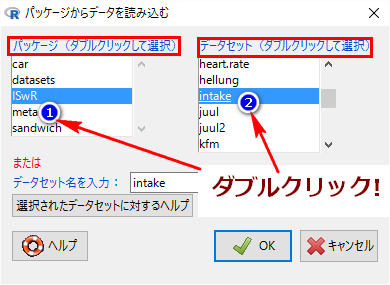 パッケージからデータを読み込む
パッケージ（ダブルクリックして選択）
car
datasets
ISwR
meta
sandwich
データセット（ダブルクリックして選択）
heart.rate
hellung
intake
juul
juul2
kfm
1
2
ダブルクリック!
または
データセット名を入力：
intake
選択されたデータセットに対するヘルプ
ヘルプ
OK
キャンセル